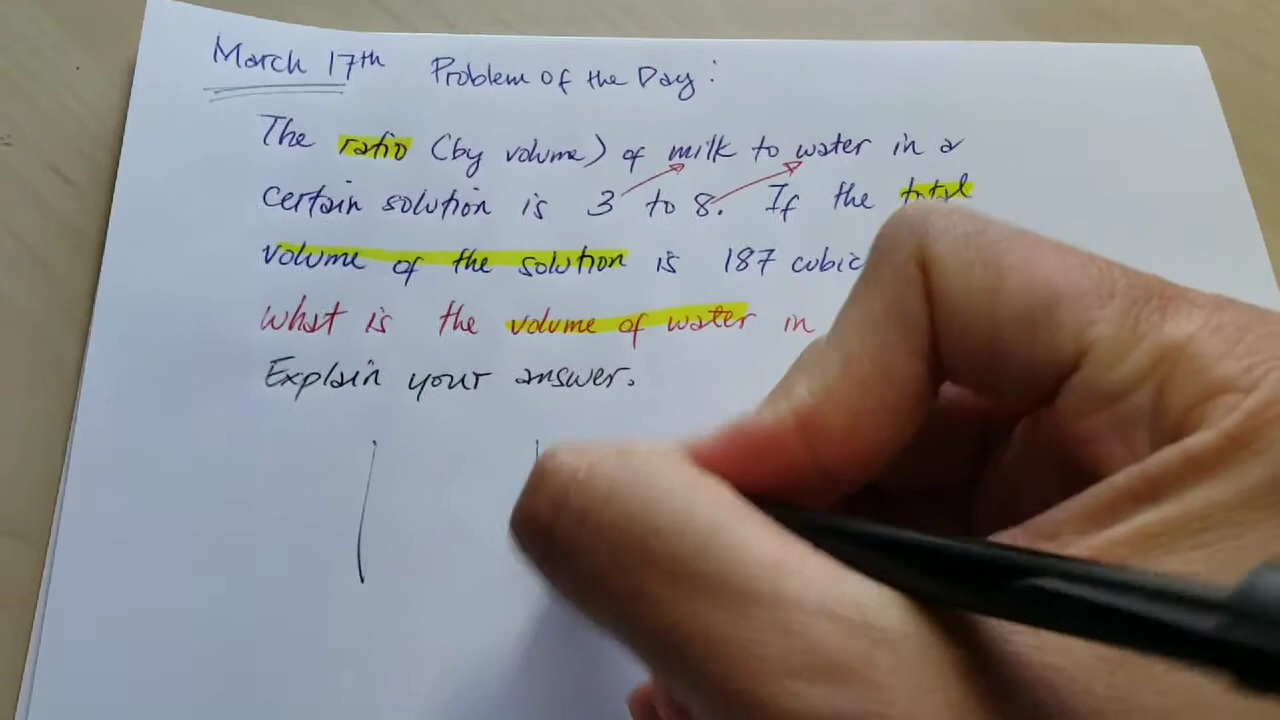 March 17th Problem of the Day:
The ratio (by volume) of milk to water in a
certain solution is 3 to 8. If the total
volume of the solution is 187 cubic
what is the volume of water in
Explain your answer.